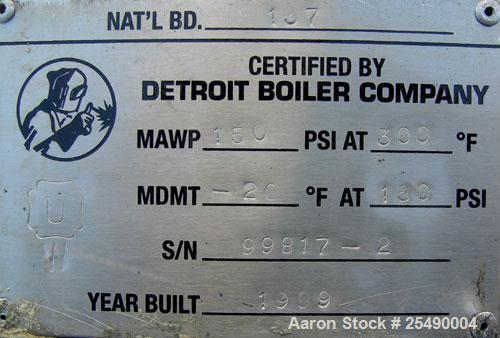 NAT'L BD. 137
CERTIFIED BY
DETROIT BOILER COMPANY
MAWP 150 PSI AT 300 °F
MDMT -20 °F AT 150 PSI
U
W
S/N 99817-2
YEAR BUILT 1999
Aaron Stock # 25490004